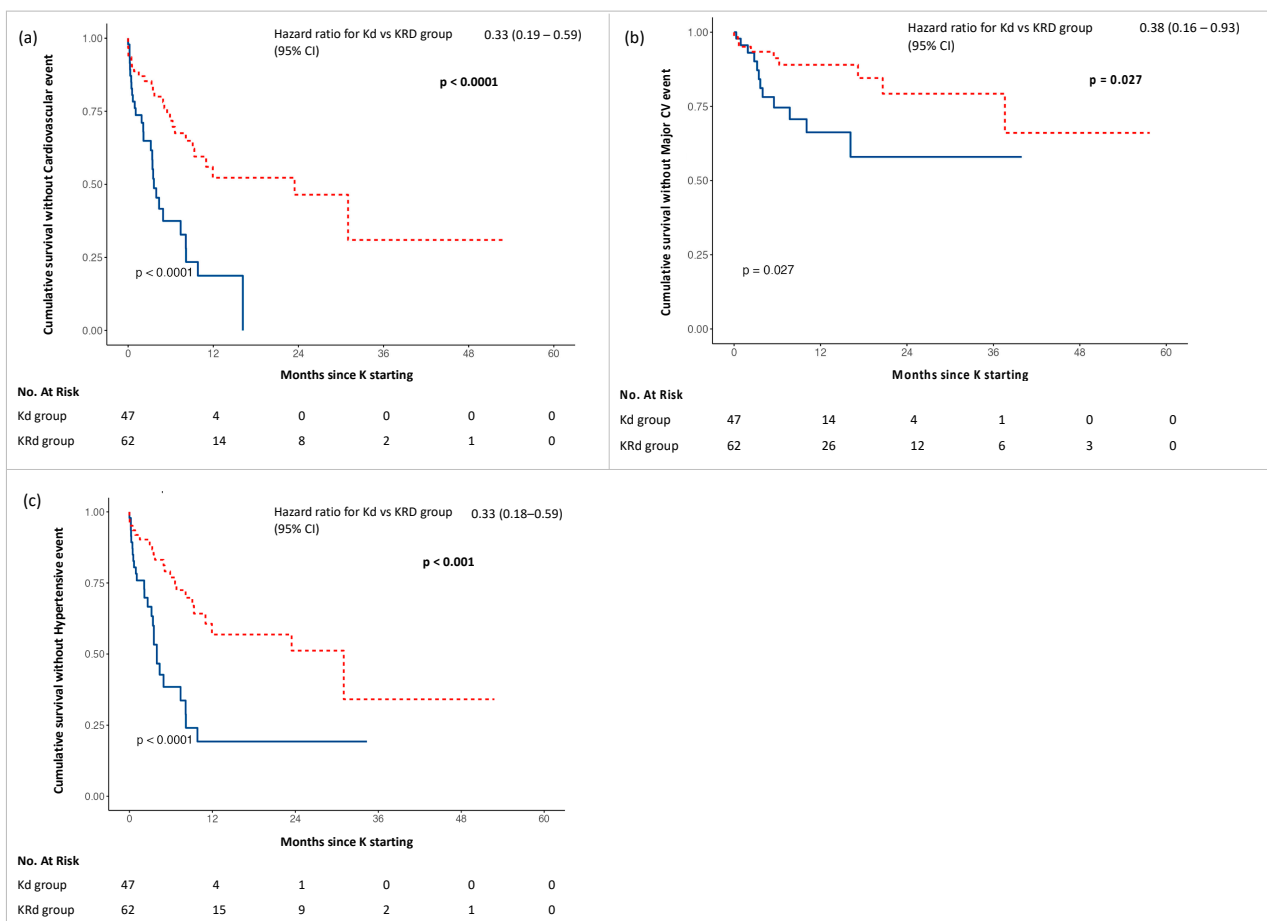 (a)
Hazard ratio for Kd vs KRD group 0.33 (0.19 – 0.59)
(95% CI)
p < 0.0001
Cumulative survival without Cardiovascular event
1.00
0.75
0.50
0.25
0.00
p < 0.0001
0 12 24 36 48 60
Months since K starting
No. At Risk
Kd group 47 4 0 0 0 0
KRd group 62 14 8 2 1 0
(b)
Hazard ratio for Kd vs KRD group 0.38 (0.16 – 0.93)
(95% CI)
p = 0.027
Cumulative survival without Major CV event
1.00
0.75
0.50
0.25
0.00
p = 0.027
0 12 24 36 48 60
Months since K starting
No. At Risk
Kd group 47 14 4 1 0 0
KRd group 62 26 12 6 3 0
(c)
Hazard ratio for Kd vs KRD group 0.33 (0.18–0.59)
(95% CI)
p < 0.001
Cumulative survival without Hypertensive event
1.00
0.75
0.50
0.25
0.00
p < 0.0001
0 12 24 36 48 60
Months since K starting
No. At Risk
Kd group 47 4 1 0 0 0
KRd group 62 15 9 2 1 0